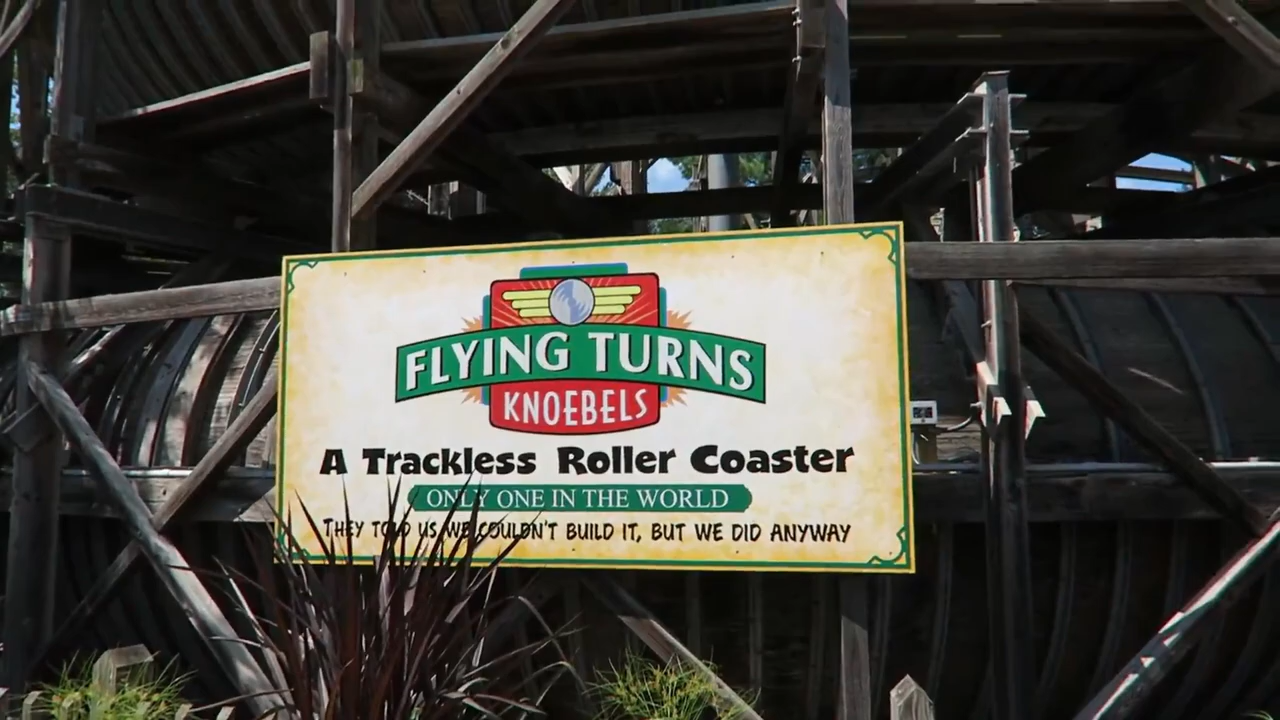 FLYING TURNS
KNOEBELS
A Trackless Roller Coaster
ONLY ONE IN THE WORLD
THEY TOLD US WE COULDN'T BUILD IT, BUT WE DID ANYWAY